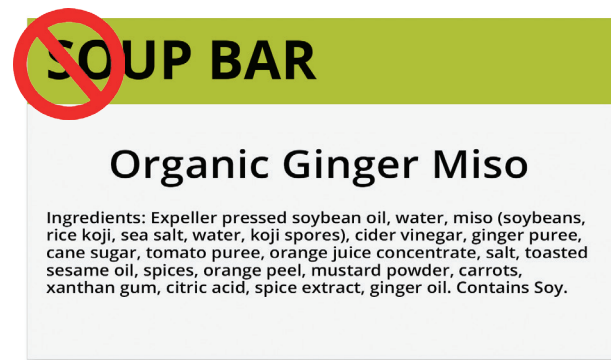 SOUP BAR
Organic Ginger Miso
Ingredients: Expeller pressed soybean oil, water, miso (soybeans,
rice koji, sea salt, water, koji spores), cider vinegar, ginger puree,
cane sugar, tomato puree, orange juice concentrate, salt, toasted
sesame oil, spices, orange peel, mustard powder, carrots,
xanthan gum, citric acid, spice extract, ginger oil. Contains Soy.